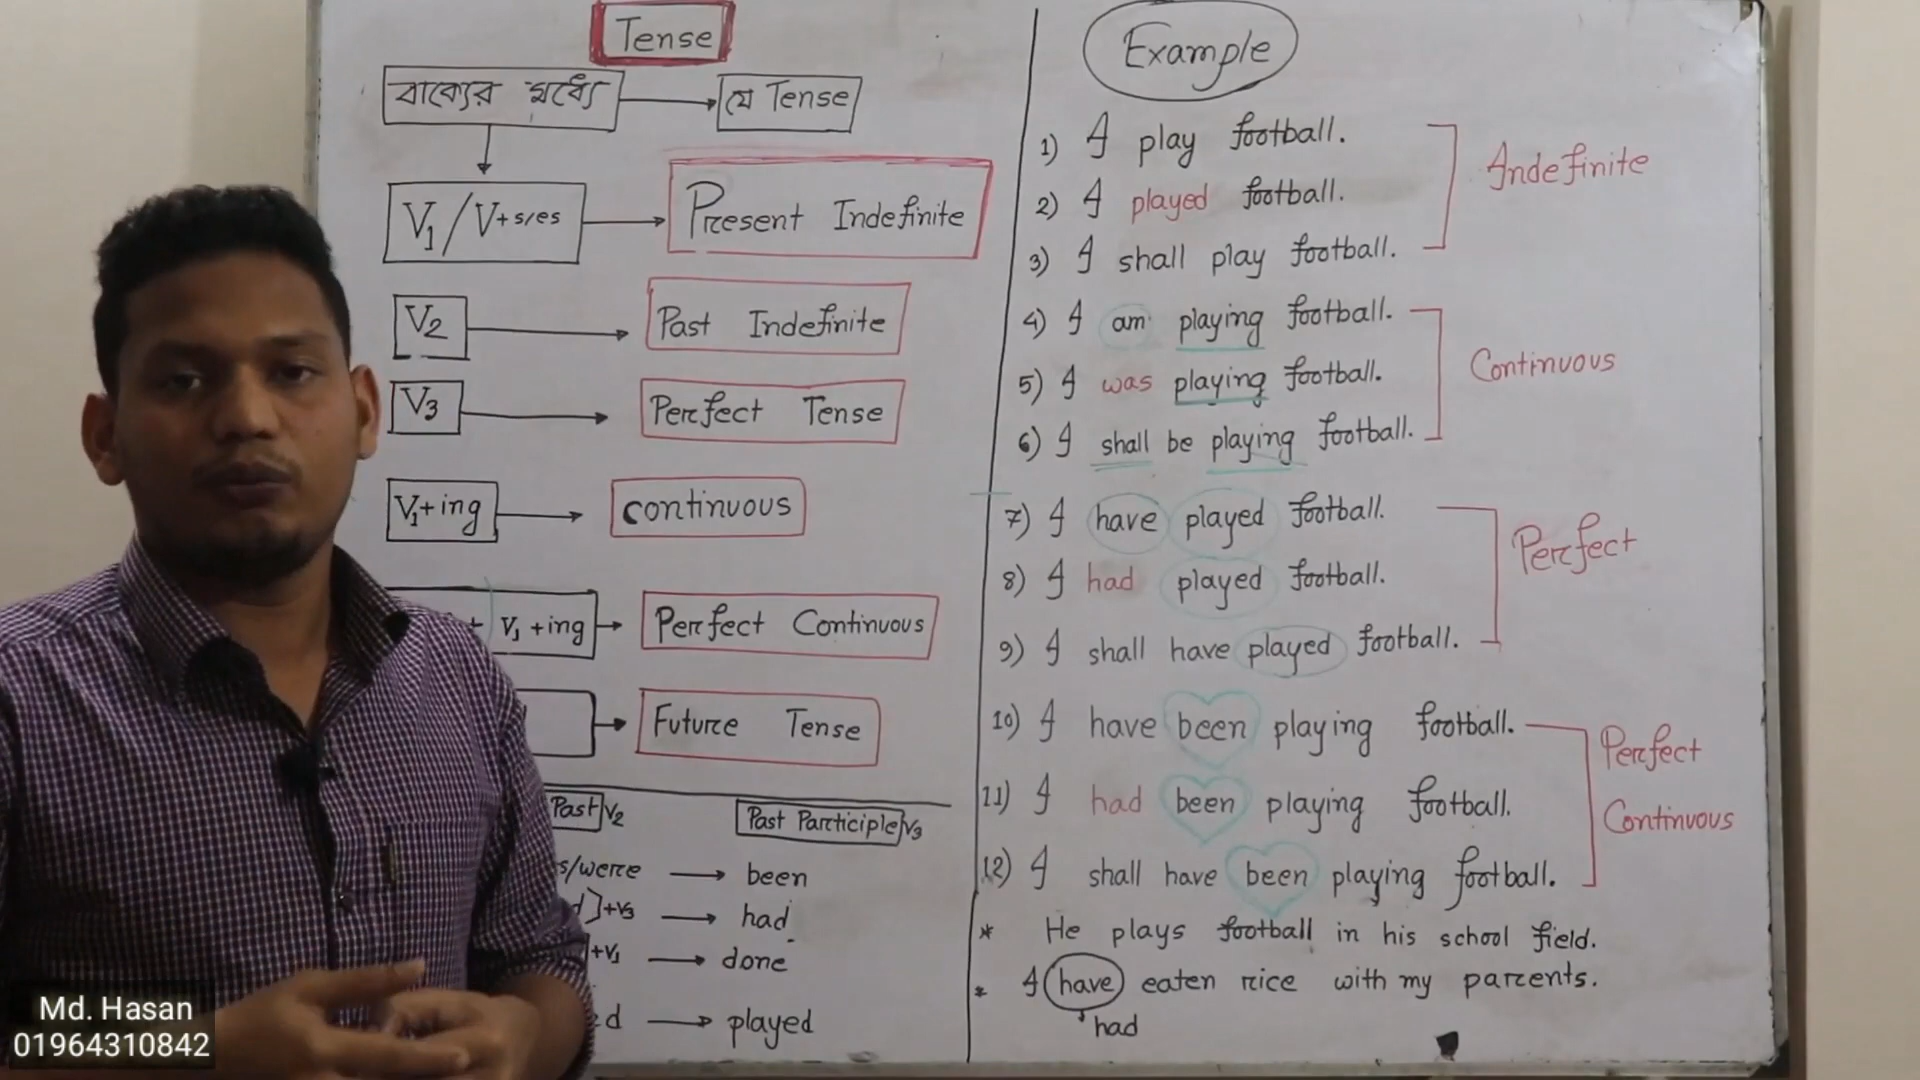 Tense
বাক্যের মধ্যে
যে Tense
V1/V+s/es
Present Indefinite
V2
Past Indefinite
V3
Perfect Tense
V1+ing
continuous
V1 +ing
Perfect Continuous
Future Tense
Past V2
Past Participle V3
s/were
been
d]+V3
had
+V1
done
ed
played
Example
1) I play football.
2) I played football.
3) I shall play football.
Indefinite
4) I am playing football.
5) I was playing football.
6) I shall be playing football.
Continuous
7) I have played football.
8) I had played football.
9) I shall have played football.
Perfect
10) I have been playing football.
11) I had been playing football.
12) I shall have been playing football.
Perfect
Continuous
* He plays football in his school field.
* I have eaten rice with my parents.
had
Md. Hasan
01964310842